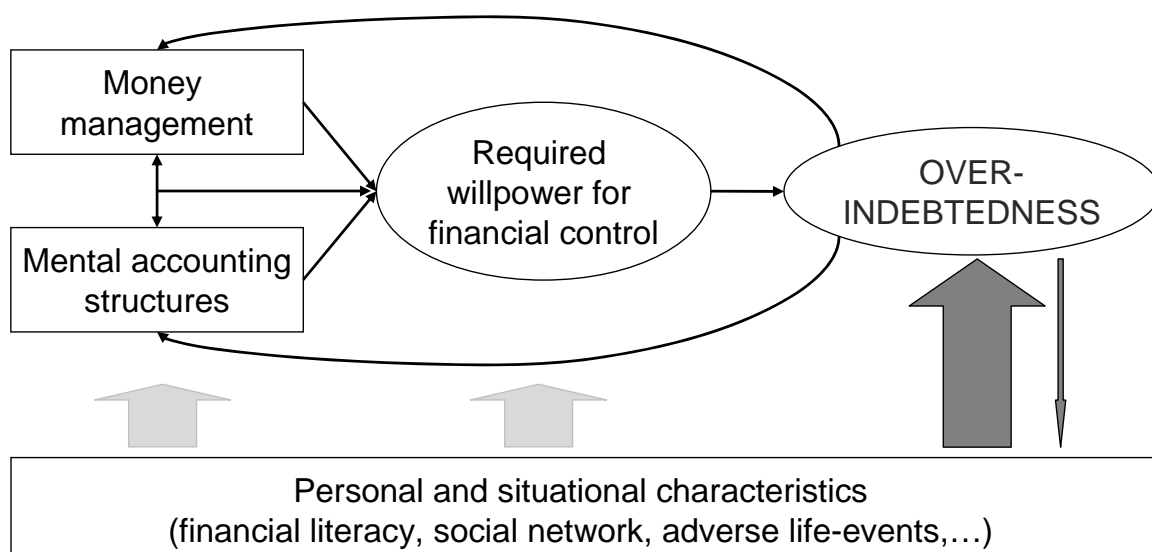 Money
management
Required
willpower for
financial control
OVER-
INDEBTEDNESS
Mental accounting
structures
Personal and situational characteristics
(financial literacy, social network, adverse life-events,…)